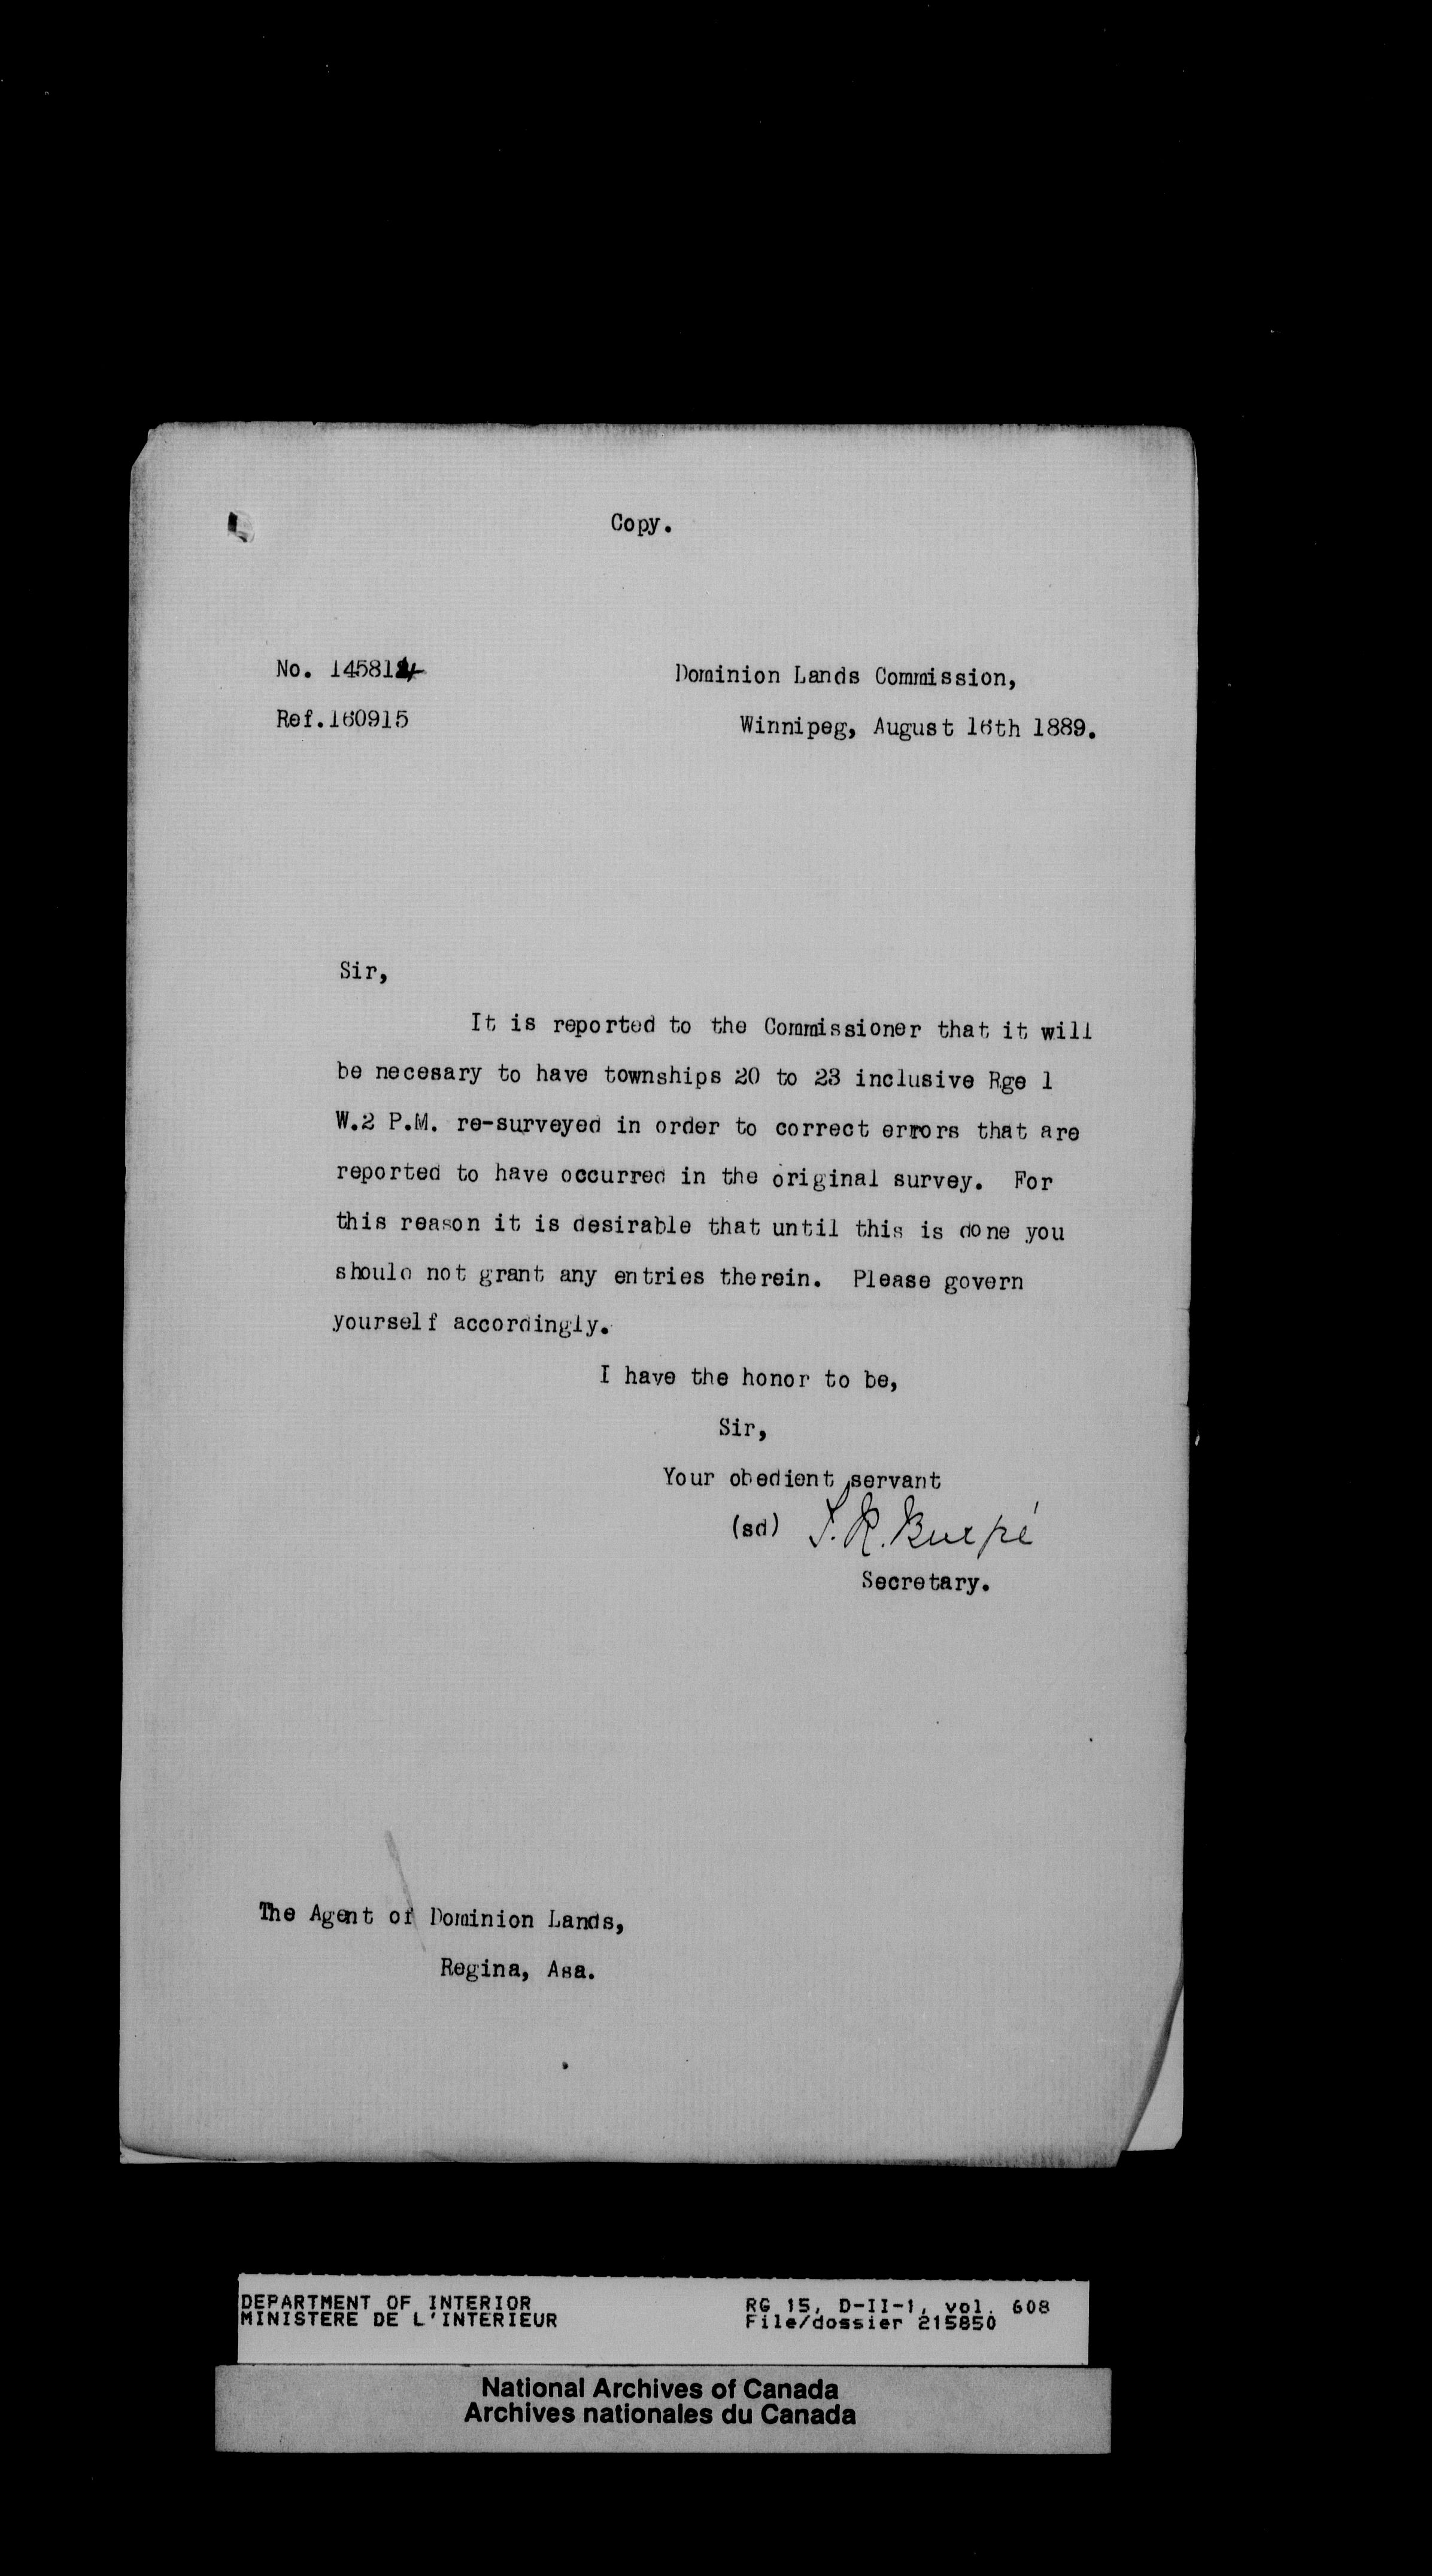 Copy.
No. 145814
Dominion Lands Commission,
Ref.160915
Winnipeg, August 16th 1889.
Sir,
It is reported to the Commissioner that it will
be necesary to have townships 20 to 23 inclusive Rge 1
W.2 P.M. re-surveyed in order to correct errors that are
reported to have occurred in the original survey. For
this reason it is desirable that until this is done you
should not grant any entries therein. Please govern
yourself accordingly.
I have the honor to be,
Sir,
Your obedient servant
(sd) J. R. Burpé
Secretary.
The Agent of Dominion Lands,
Regina, Asa.
DEPARTMENT OF INTERIOR
MINISTERE DE L'INTERIEUR
RG 15, D-II-1, vol. 608
File/dossier 215850
National Archives of Canada
Archives nationales du Canada